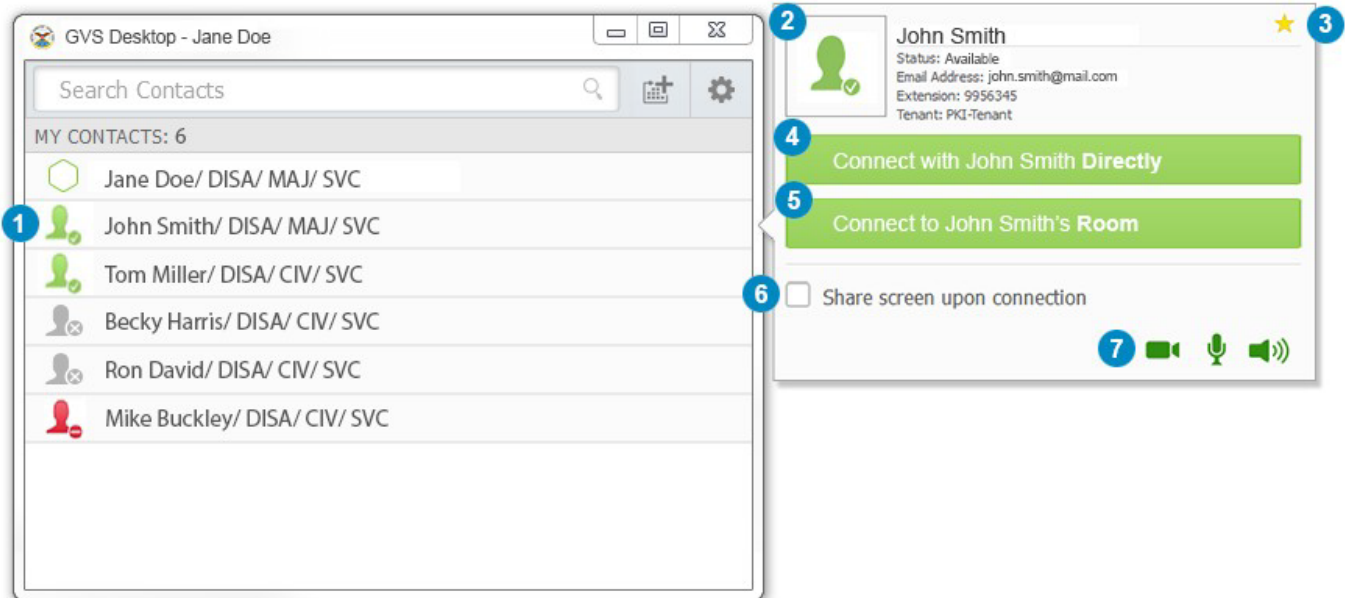 GVS Desktop - Jane Doe
Search Contacts
MY CONTACTS: 6
Jane Doe/ DISA/ MAJ/ SVC
1
John Smith/ DISA/ MAJ/ SVC
Tom Miller/ DISA/ CIV/ SVC
Becky Harris/ DISA/ CIV/ SVC
Ron David/ DISA/ CIV/ SVC
Mike Buckley/ DISA/ CIV/ SVC
2
3
John Smith
Status: Available
Email Address: john.smith@mail.com
Extension: 9956345
Tenant: PKI-Tenant
4
Connect with John Smith Directly
5
Connect to John Smith's Room
6
Share screen upon connection
7